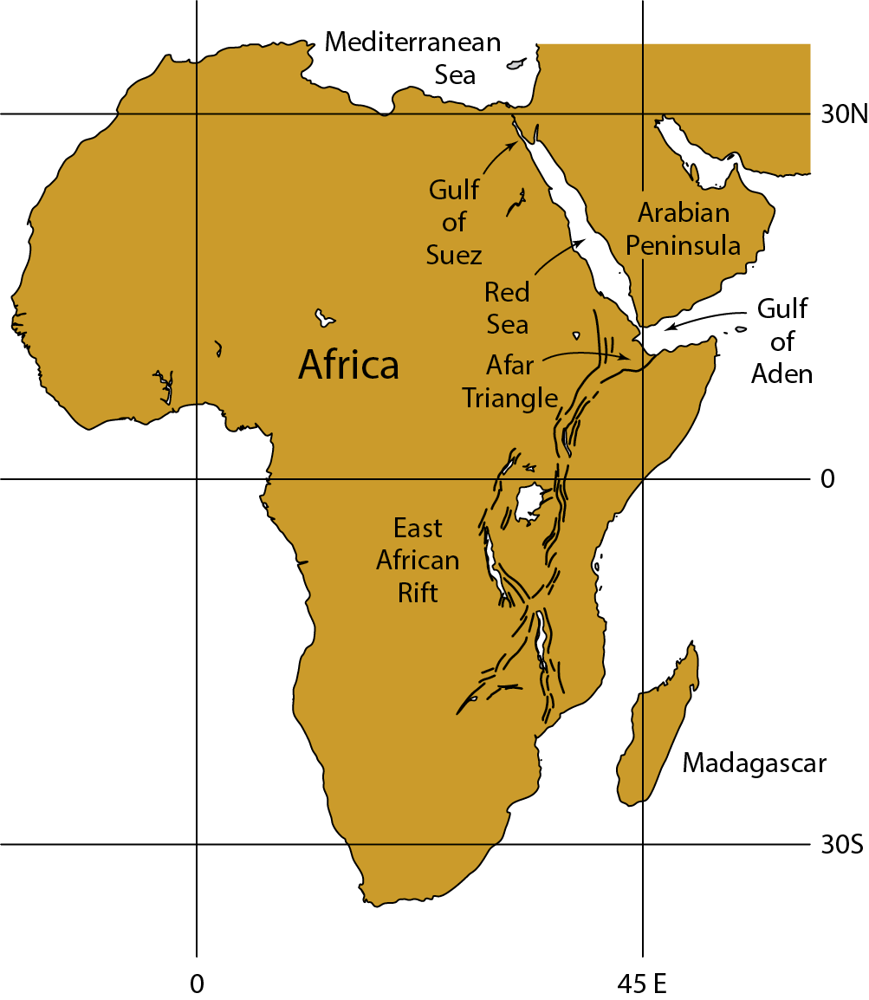 Mediterranean
Sea
30N
Gulf
of
Suez
Arabian
Peninsula
Red
Sea
Gulf
of
Aden
Africa
Afar
Triangle
0
East
African
Rift
Madagascar
30S
0
45 E